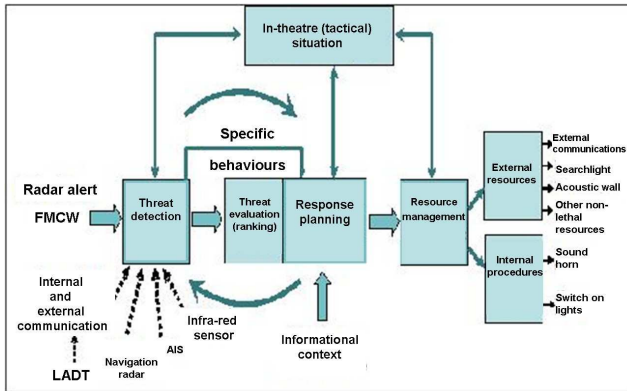 In-theatre (tactical)
situation
Specific
behaviours
Radar alert
FMCW
Threat
detection
Threat
evaluation
(ranking)
Response
planning
Resource
management
External
resources
Internal
procedures
External
communications
Searchlight
Acoustic wall
Other non-
lethal
resources
Sound
horn
Switch on
lights
Internal
and
external
communication
LADT
Navigation
radar
AIS
Infra-red
sensor
Informational
context